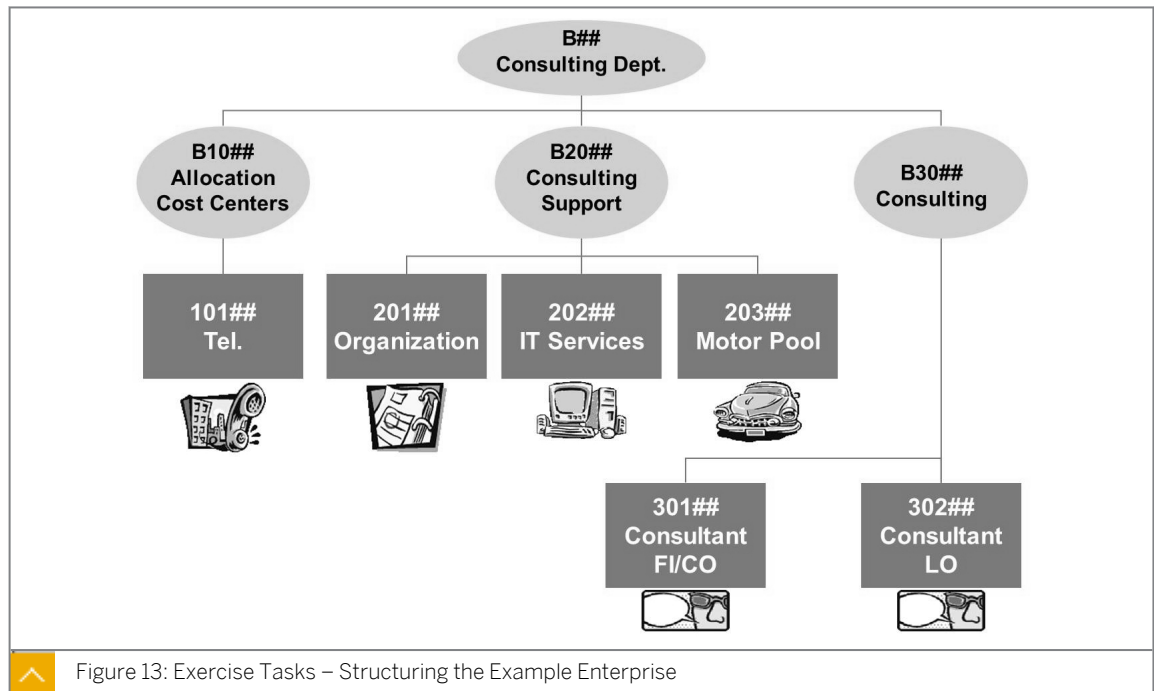 B##
Consulting Dept.
B10##
Allocation
Cost Centers
B20##
Consulting
Support
B30##
Consulting
101##
Tel.
201##
Organization
202##
IT Services
203##
Motor Pool
301##
Consultant
FI/CO
302##
Consultant
LO
Figure 13: Exercise Tasks – Structuring the Example Enterprise